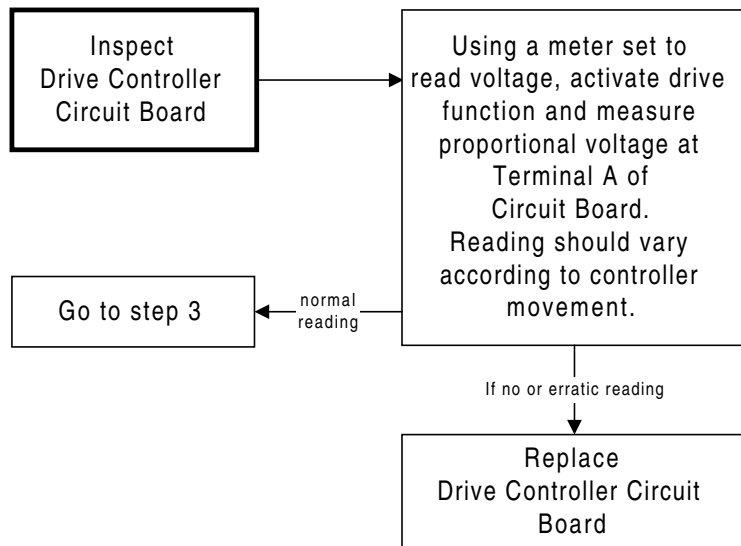 Inspect
Drive Controller
Circuit Board
Using a meter set to
read voltage, activate drive
function and measure
proportional voltage at
Terminal A of
Circuit Board.
Reading should vary
according to controller
movement.
normal
reading
Go to step 3
If no or erratic reading
Replace
Drive Controller Circuit
Board